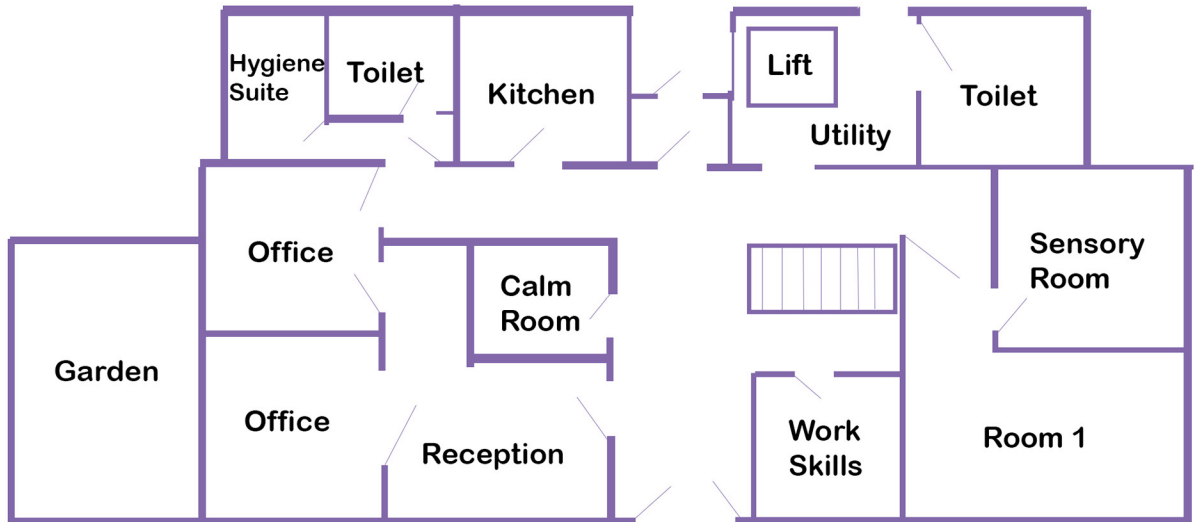 Hygiene
Suite
Toilet
Kitchen
Lift
Utility
Toilet
Office
Calm
Room
Sensory
Room
Garden
Office
Reception
Work
Skills
Room 1